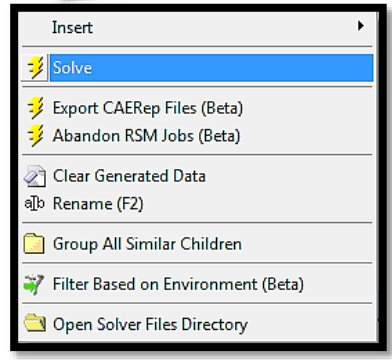 Insert
Solve
Export CAERep Files (Beta)
Abandon RSM Jobs (Beta)
Clear Generated Data
Rename (F2)
Group All Similar Children
Filter Based on Environment (Beta)
Open Solver Files Directory